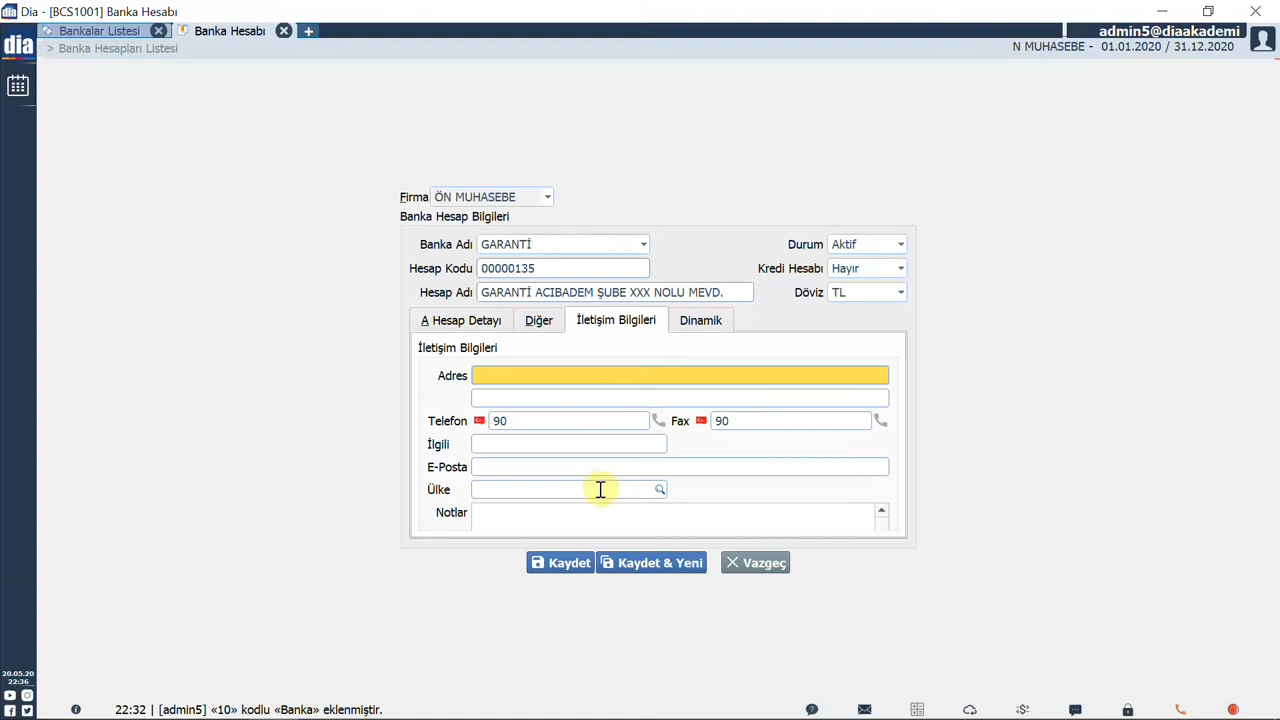 Dia - [BCS1001] Banka Hesabı
dia
Bankalar Listesi
Banka Hesabı
admin5@diaakademi
> Banka Hesapları Listesi
N MUHASEBE - 01.01.2020 / 31.12.2020
Firma ÖN MUHASEBE
Banka Hesap Bilgileri
Banka Adı GARANTİ
Durum Aktif
Hesap Kodu 00000135
Kredi Hesabı Hayır
Hesap Adı GARANTİ ACIBADEM ŞUBE XXX NOLU MEVD.
Döviz TL
A Hesap Detayı
Diğer
İletişim Bilgileri
Dinamik
İletişim Bilgileri
Adres
Telefon 90
Fax 90
İlgili
E-Posta
Ülke
Notlar
Kaydet
Kaydet & Yeni
Vazgeç
20.05.20
22:36
22:32 | [admin5] «10» kodlu «Banka» eklenmiştir.